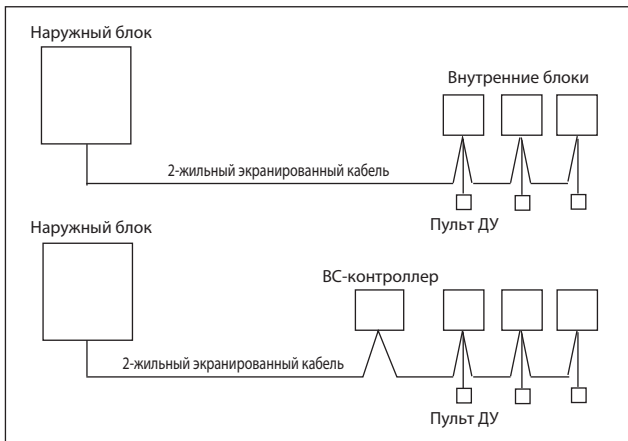 Наружный блок
Внутренние блоки
2-жильный экранированный кабель
Пульт ДУ
Наружный блок
ВС-контроллер
2-жильный экранированный кабель
Пульт ДУ